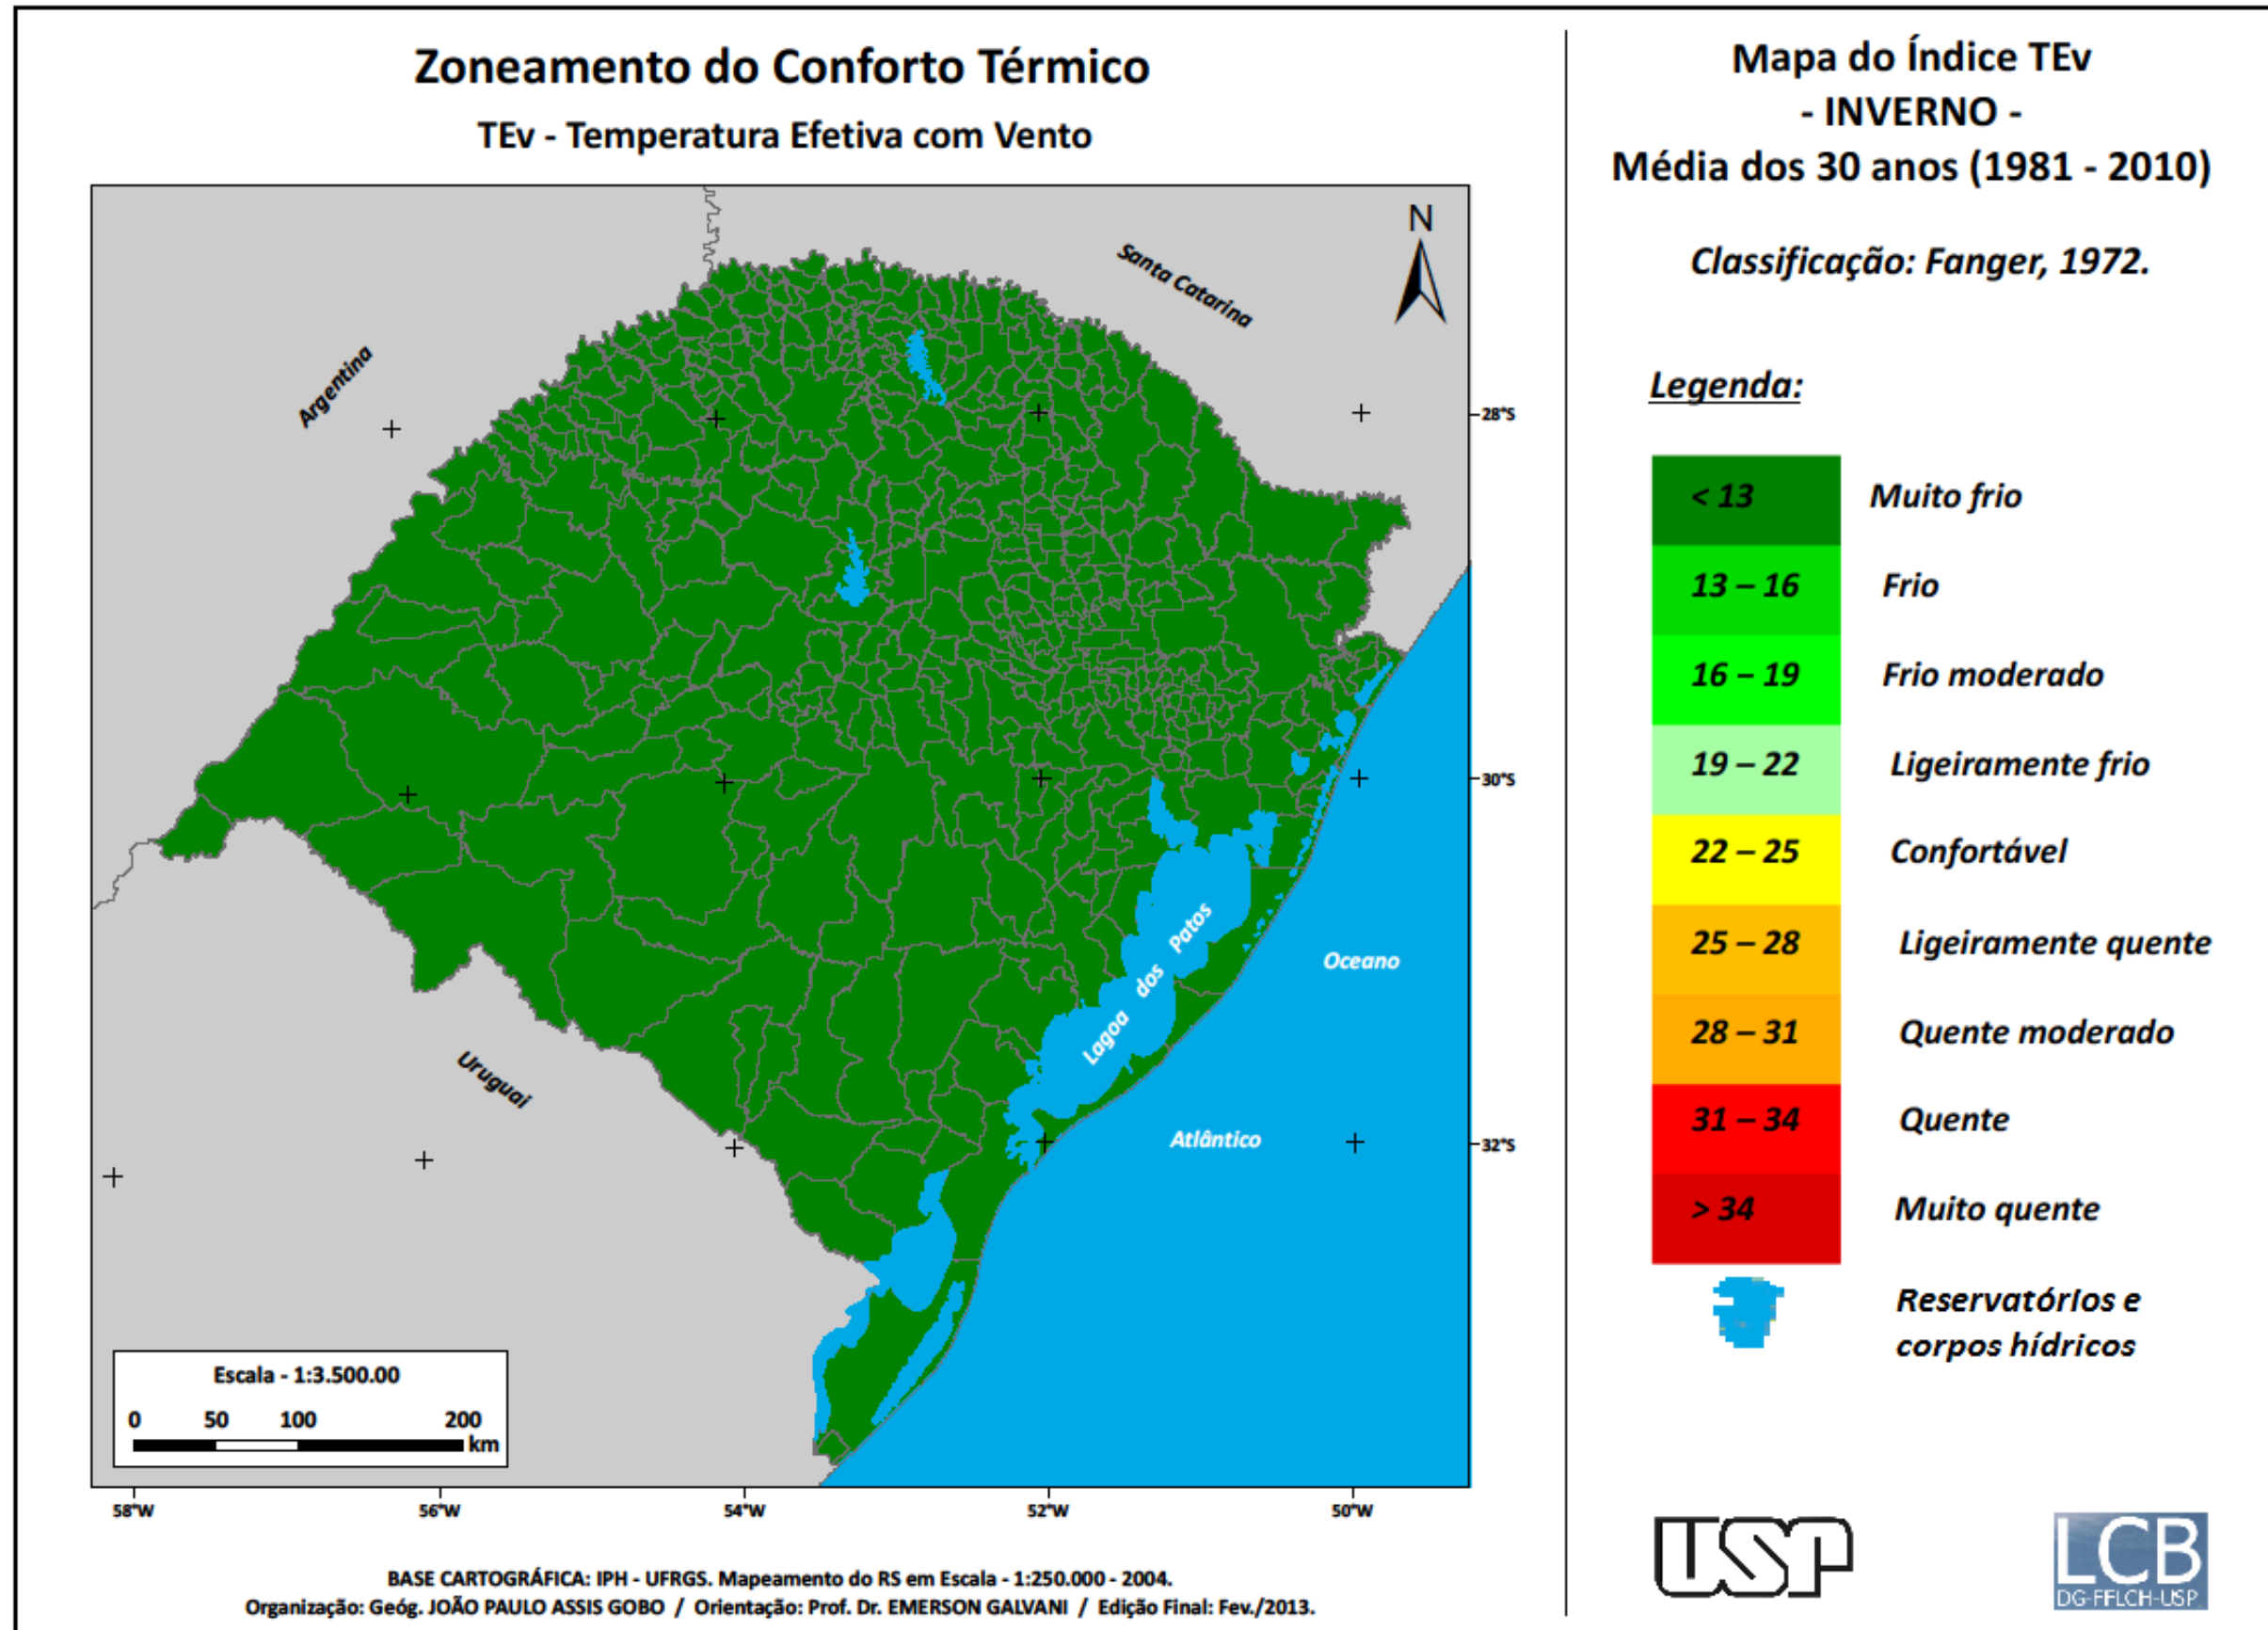 Zoneamento do Conforto Térmico
TEv - Temperatura Efetiva com Vento
N
Santa Catarina
Argentina
28°S
30°S
Lagoa dos Patos
Oceano
Uruguai
Atlântico
32°S
Escala - 1:3.500.00
0 50 100 200
km
58°W 56°W 54°W 52°W 50°W
BASE CARTOGRÁFICA: IPH - UFRGS. Mapeamento do RS em Escala - 1:250.000 - 2004.
Organização: Geóg. JOÃO PAULO ASSIS GOBO / Orientação: Prof. Dr. EMERSON GALVANI / Edição Final: Fev./2013.
Mapa do Índice TEv
- INVERNO -
Média dos 30 anos (1981 - 2010)
Classificação: Fanger, 1972.
Legenda:
< 13 Muito frio
13 – 16 Frio
16 – 19 Frio moderado
19 – 22 Ligeiramente frio
22 – 25 Confortável
25 – 28 Ligeiramente quente
28 – 31 Quente moderado
31 – 34 Quente
> 34 Muito quente
Reservatórios e
corpos hídricos
USP
LCB
DG-FFLCH-USP